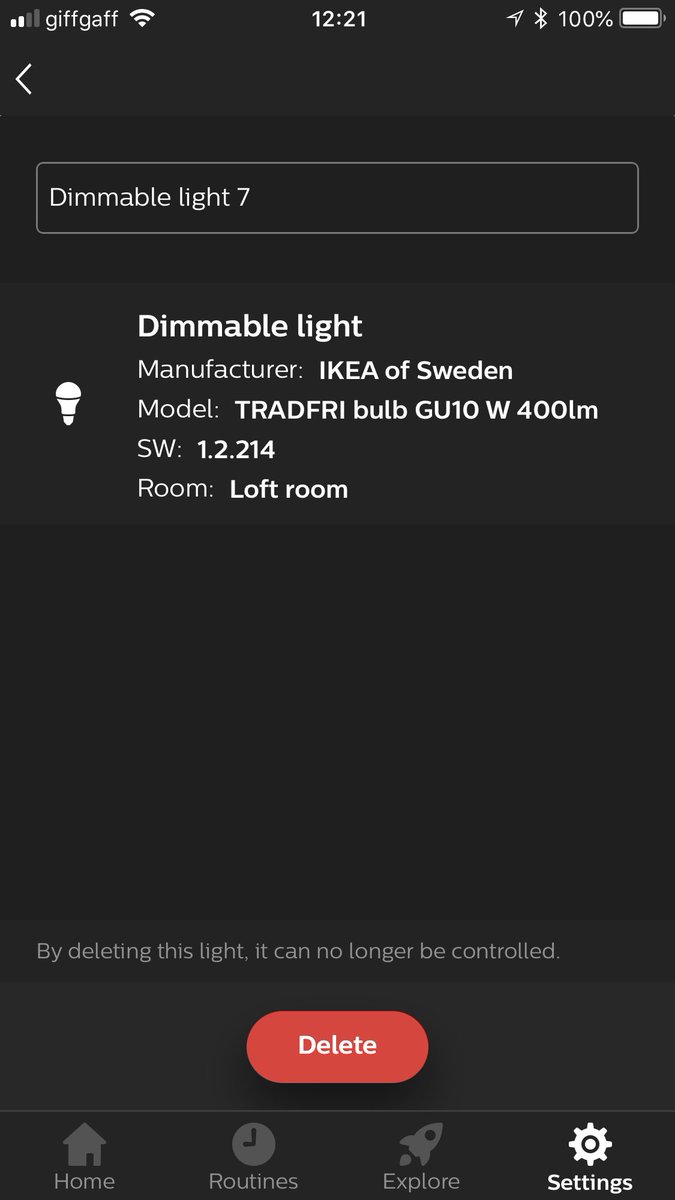 giffgaff 12:21 100%
Dimmable light 7
Dimmable light
Manufacturer: IKEA of Sweden
Model: TRADFRI bulb GU10 W 400lm
SW: 1.2.214
Room: Loft room
By deleting this light, it can no longer be controlled.
Delete
Home Routines Explore Settings